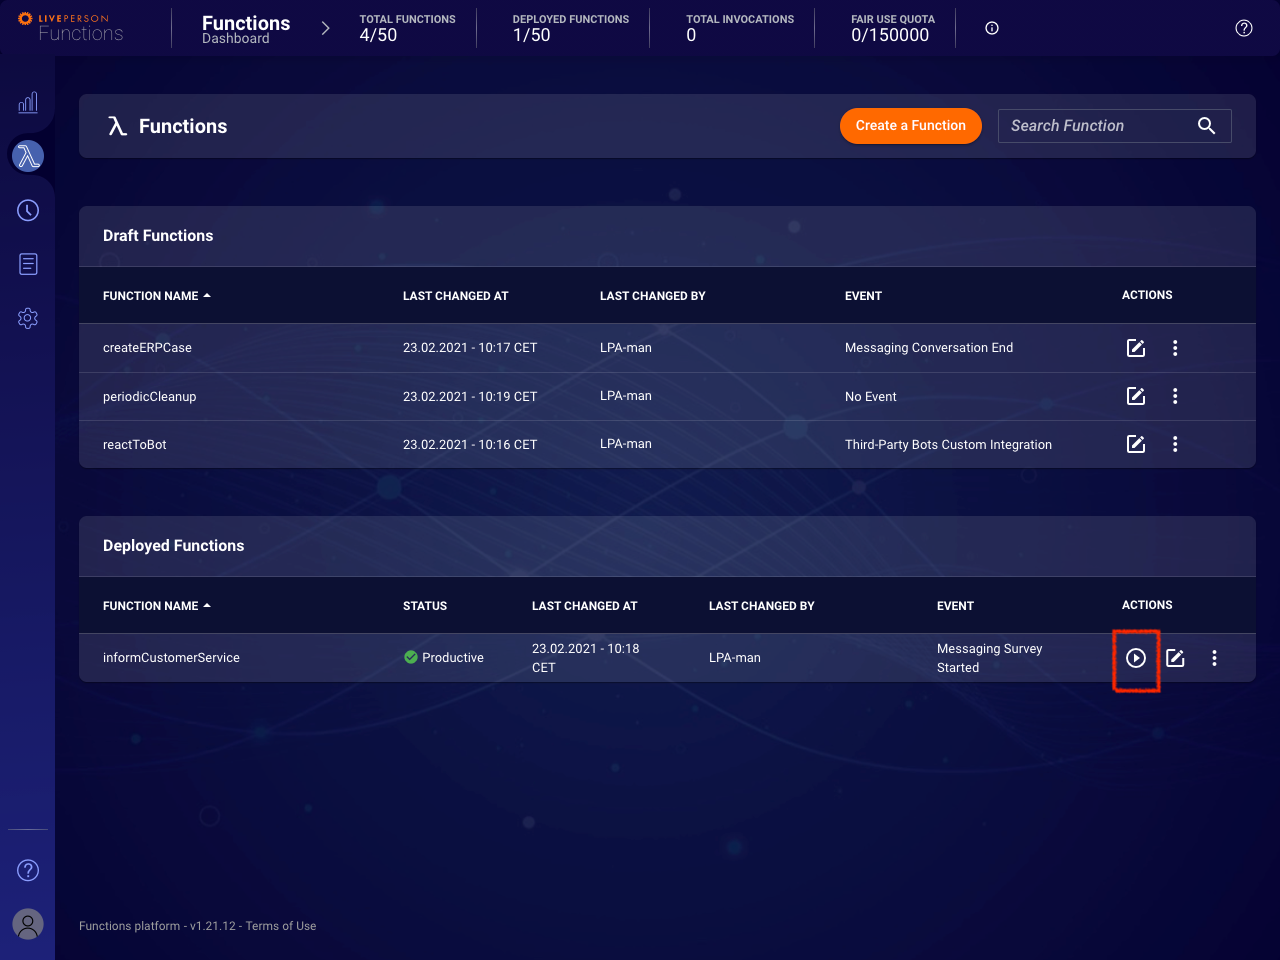 LIVEPERSON
Functions
Functions
Dashboard
TOTAL FUNCTIONS
4/50
DEPLOYED FUNCTIONS
1/50
TOTAL INVOCATIONS
0
FAIR USE QUOTA
0/150000
Functions
Create a Function
Search Function
Draft Functions
FUNCTION NAME LAST CHANGED AT LAST CHANGED BY EVENT ACTIONS
createERPCase 23.02.2021 - 10:17 CET LPA-man Messaging Conversation End
periodicCleanup 23.02.2021 - 10:19 CET LPA-man No Event
reactToBot 23.02.2021 - 10:16 CET LPA-man Third-Party Bots Custom Integration
Deployed Functions
FUNCTION NAME STATUS LAST CHANGED AT LAST CHANGED BY EVENT ACTIONS
informCustomerService Productive 23.02.2021 - 10:18 CET LPA-man Messaging Survey Started
Functions platform - v1.21.12 - Terms of Use